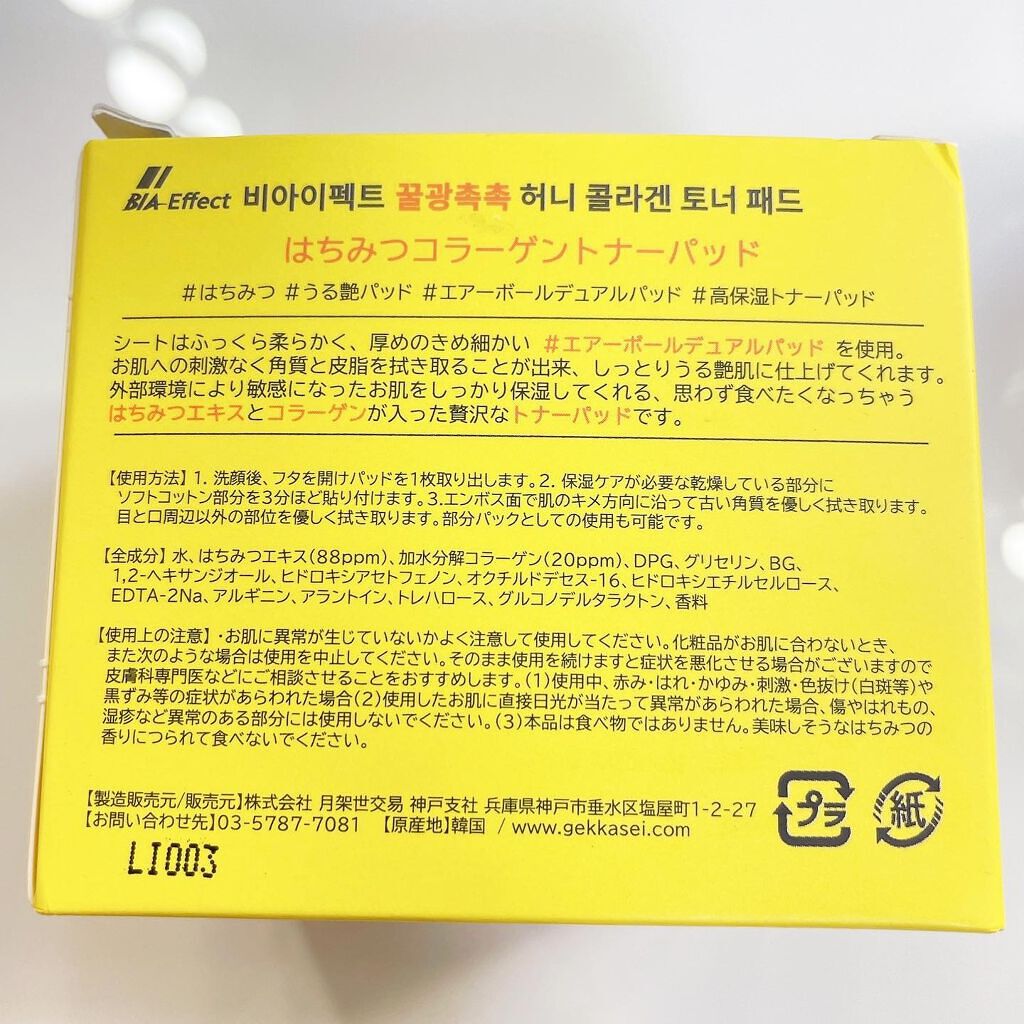 BIA-Effect 비아이펙트 꿀광촉촉 허니 콜라겐 토너 패드
はちみつコラーゲントナーパッド
#はちみつ #うる艶パッド #エアーボールデュアルパッド #高保湿トナーパッド
シートはふっくら柔らかく、厚めのきめ細かい #エアーボールデュアルパッド を使用。
お肌への刺激なく角質と皮脂を拭き取ることが出来、しっとりうる艶肌に仕上げてくれます。
外部環境により敏感になったお肌をしっかり保湿してくれる、思わず食べたくなっちゃう
はちみつエキスとコラーゲンが入った贅沢なトナーパッドです。
【使用方法】1. 洗顔後、フタを開けパッドを1枚取り出します。2. 保湿ケアが必要な乾燥している部分に
ソフトコットン部分を3分ほど貼り付けます。3.エンボス面で肌のキメ方向に沿って古い角質を優しく拭き取ります。
目と口周辺以外の部位を優しく拭き取ります。部分パックとしての使用も可能です。
【全成分】水、はちみつエキス(88ppm)、加水分解コラーゲン(20ppm)、DPG、グリセリン、BG、
1,2-ヘキサンジオール、ヒドロキシアセトフェノン、オクチルドデセス-16、ヒドロキシエチルセルロース、
EDTA-2Na、アルギニン、アラントイン、トレハロース、グルコノデルタラクトン、香料
【使用上の注意】・お肌に異常が生じていないかよく注意して使用してください。化粧品がお肌に合わないとき、
また次のような場合は使用を中止してください。そのまま使用を続けますと症状を悪化させる場合がございますので
皮膚科専門医などにご相談させることをおすすめします。(1)使用中、赤み・はれ・かゆみ・刺激・色抜け(白斑等)や
黒ずみ等の症状があらわれた場合(2)使用したお肌に直接日光が当たって異常があらわれた場合、傷やはれもの、
湿疹など異常のある部分には使用しないでください。(3)本品は食べ物ではありません。美味しそうなはちみつの
香りにつられて食べないでください。
【製造販売元/販売元】株式会社 月架世交易 神戸支社 兵庫県神戸市垂水区塩屋町1-2-27
【お問い合わせ先】03-5787-7081 【原産地】韓国 / www.gekkasei.com
プラ
紙
LI003